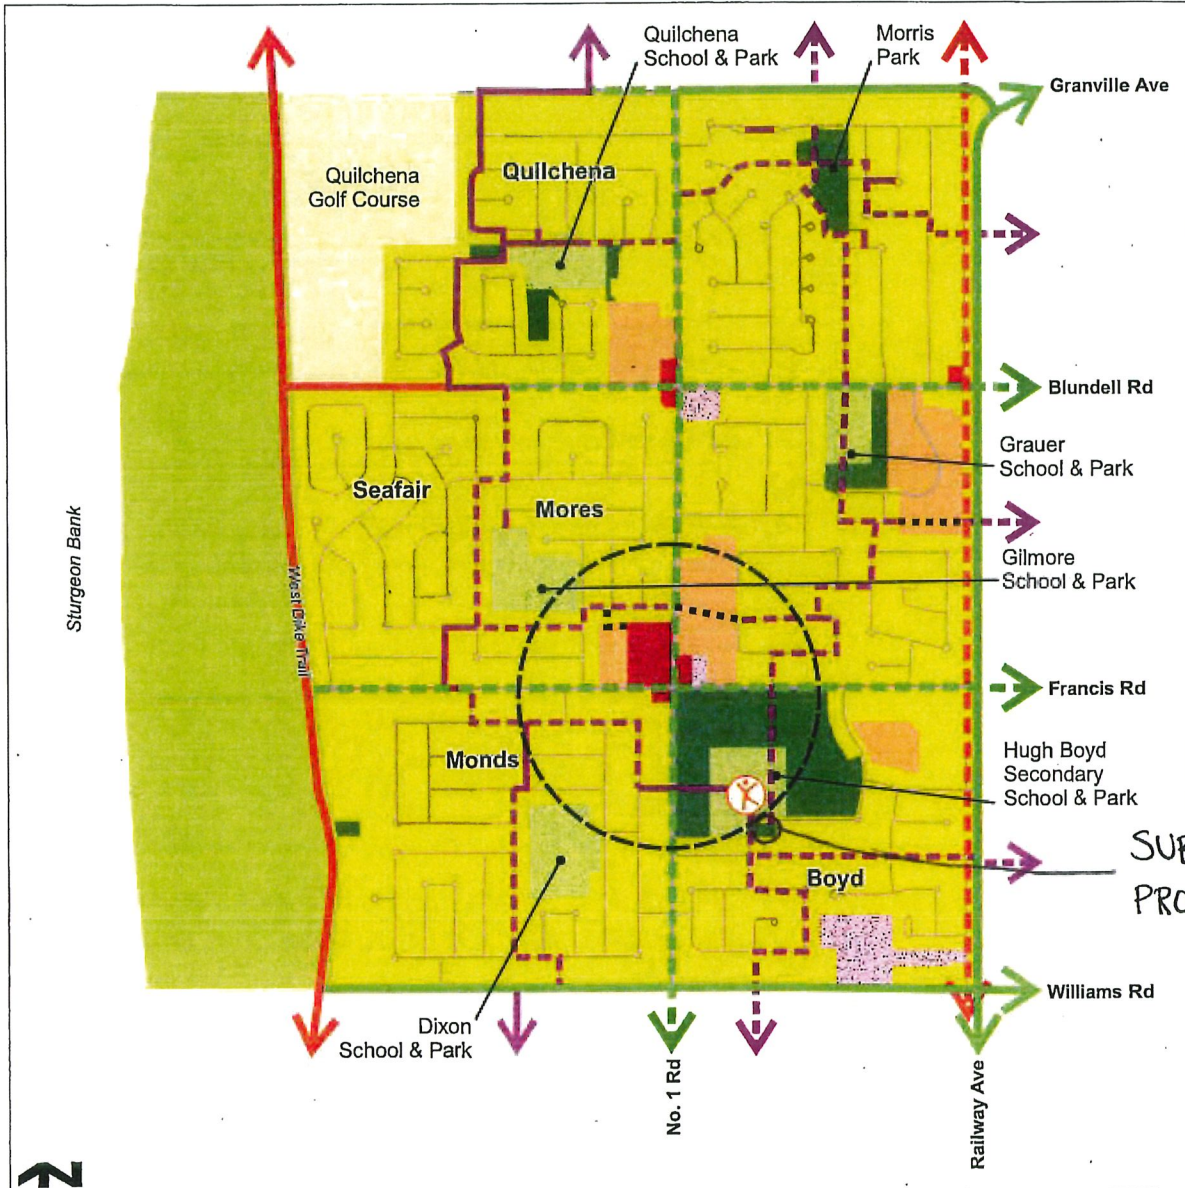 Quilchena
School & Park
Morris
Park
Granville Ave
Quilchena
Golf Course
Quilchena
Blundell Rd
Grauer
School & Park
Seafair
Mores
Sturgeon Bank
Gilmore
School & Park
West Dike Trail
Francis Rd
Hugh Boyd
Secondary
School & Park
Monds
Boyd
Williams Rd
Dixon
School & Park
No. 1 Rd
Railway Ave